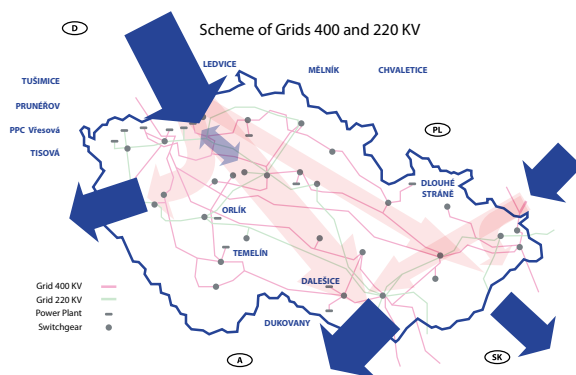 D
Scheme of Grids 400 and 220 KV
LEDVICE
MĚLNÍK
CHVALETICE
TUŠIMICE
PRUNÉŘOV
PPC Vřesová
TISOVÁ
PL
DLOUHÉ
STRÁNĚ
ORLÍK
TEMELÍN
DALEŠICE
Grid 400 KV
Grid 220 KV
Power Plant
Switchgear
DUKOVANY
A
SK